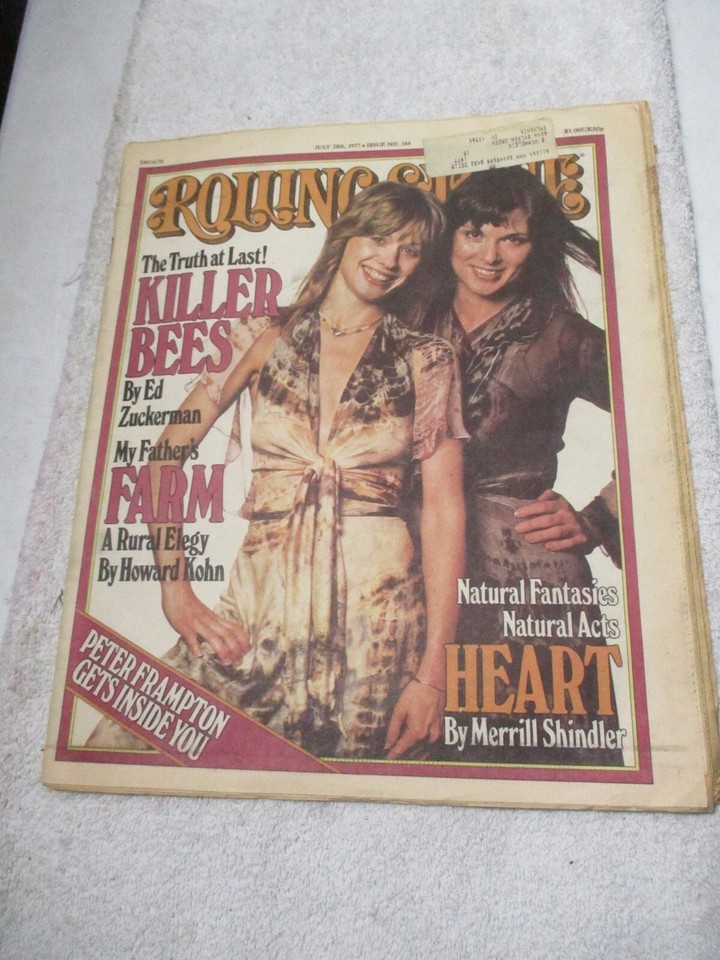 JULY 28th, 1977 • ISSUE NO. 244
ROLLING STONE
The Truth at Last!
KILLER
BEES
By Ed
Zuckerman
My Father's
FARM
A Rural Elegy
By Howard Kohn
PETER FRAMPTON
GETS INSIDE YOU
Natural Fantasies
Natural Acts
HEART
By Merrill Shindler